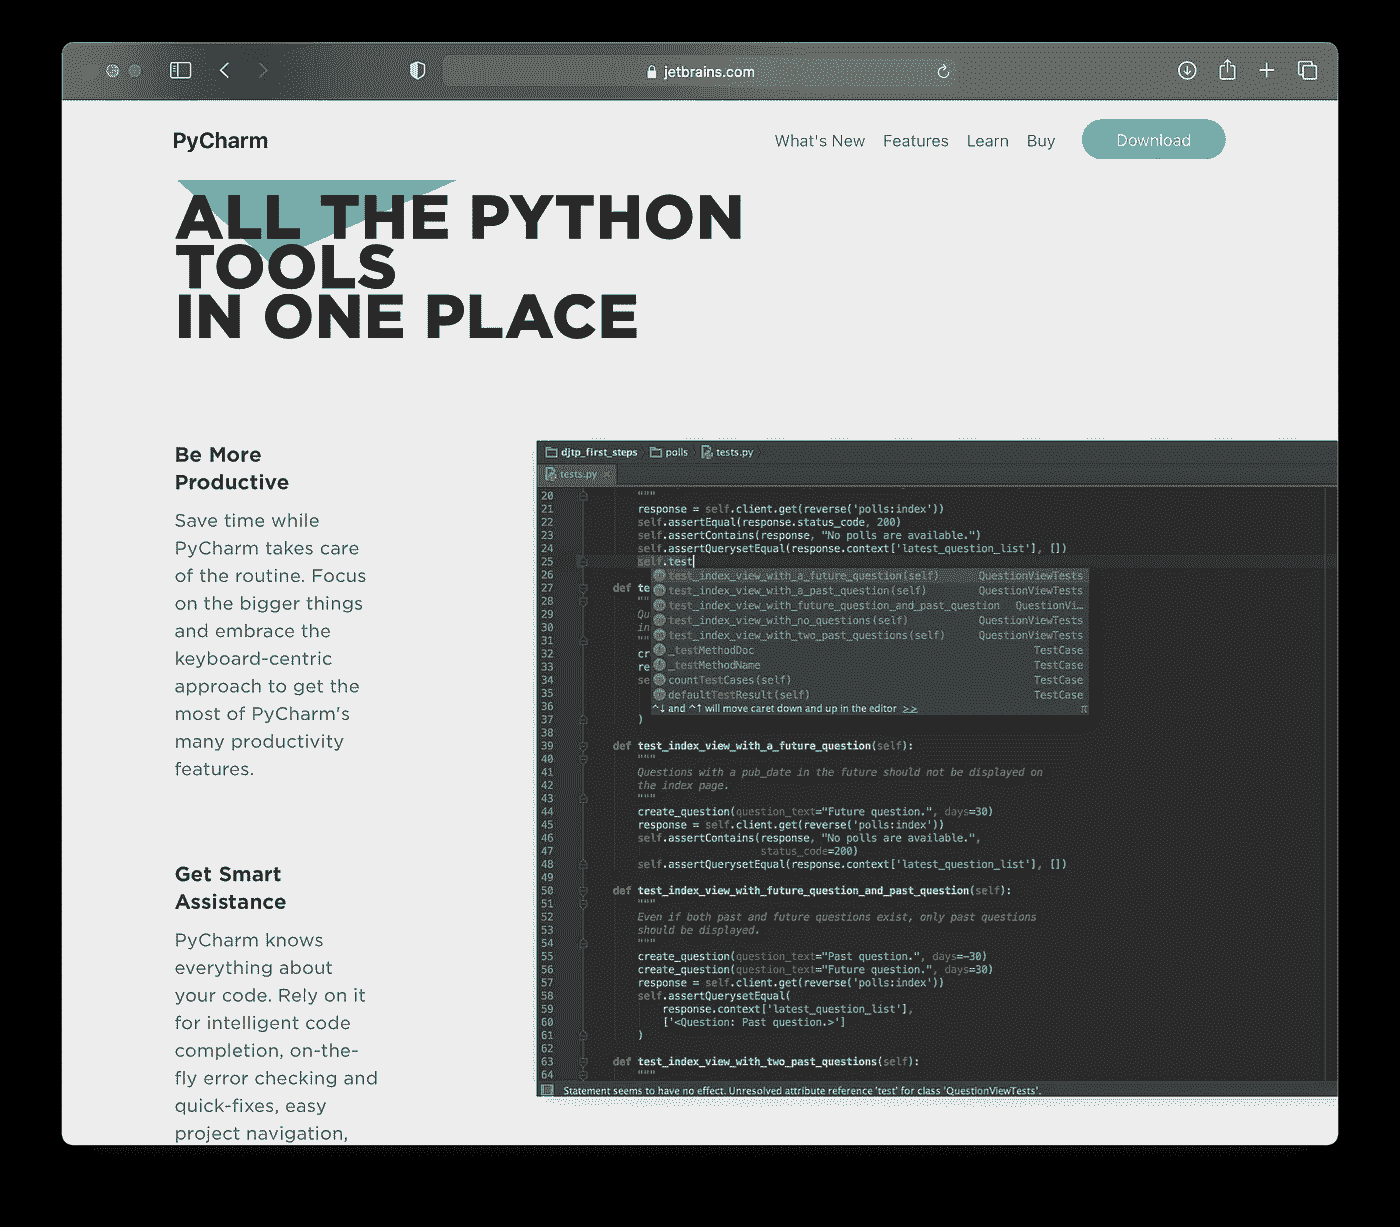 jetbrains.com
PyCharm
What's New Features Learn Buy Download
ALL THE PYTHON
TOOLS
IN ONE PLACE
Be More
Productive
Save time while
PyCharm takes care
of the routine. Focus
on the bigger things
and embrace the
keyboard-centric
approach to get the
most of PyCharm's
many productivity
features.
Get Smart
Assistance
PyCharm knows
everything about
your code. Rely on it
for intelligent code
completion, on-the-
fly error checking and
quick-fixes, easy
project navigation,
djtp_first_steps polls tests.py
tests.py
20 """
21 response = self.client.get(reverse('polls:index'))
22 self.assertEqual(response.status_code, 200)
23 self.assertContains(response, "No polls are available.")
24 self.assertQuerysetEqual(response.context['latest_question_list'], [])
25 self.test
26 test_index_view_with_a_future_question(self) QuestionViewTests
27 def te test_index_view_with_a_past_question(self) QuestionViewTests
28 "" test_index_view_with_future_question_and_past_question QuestionVi…
29 Qu test_index_view_with_no_questions(self) QuestionViewTests
30 in test_index_view_with_two_past_questions(self) QuestionViewTests
31 ""
32 cr _testMethodDoc TestCase
33 re _testMethodName TestCase
34 se countTestCases(self) TestCase
35 defaultTestResult(self) TestCase
36 ^↓ and ^↑ will move caret down and up in the editor >> π
37 )
38
39 def test_index_view_with_a_future_question(self):
40 """
41 Questions with a pub_date in the future should not be displayed on
42 the index page.
43 """
44 create_question(question_text="Future question.", days=30)
45 response = self.client.get(reverse('polls:index'))
46 self.assertContains(response, "No polls are available.",
47 status_code=200)
48 self.assertQuerysetEqual(response.context['latest_question_list'], [])
49
50 def test_index_view_with_future_question_and_past_question(self):
51 """
52 Even if both past and future questions exist, only past questions
53 should be displayed.
54 """
55 create_question(question_text="Past question.", days=-30)
56 create_question(question_text="Future question.", days=30)
57 response = self.client.get(reverse('polls:index'))
58 self.assertQuerysetEqual(
59 response.context['latest_question_list'],
60 ['<Question: Past question.>']
61 )
62
63 def test_index_view_with_two_past_questions(self):
64 """
Statement seems to have no effect. Unresolved attribute reference 'test' for class 'QuestionViewTests'.